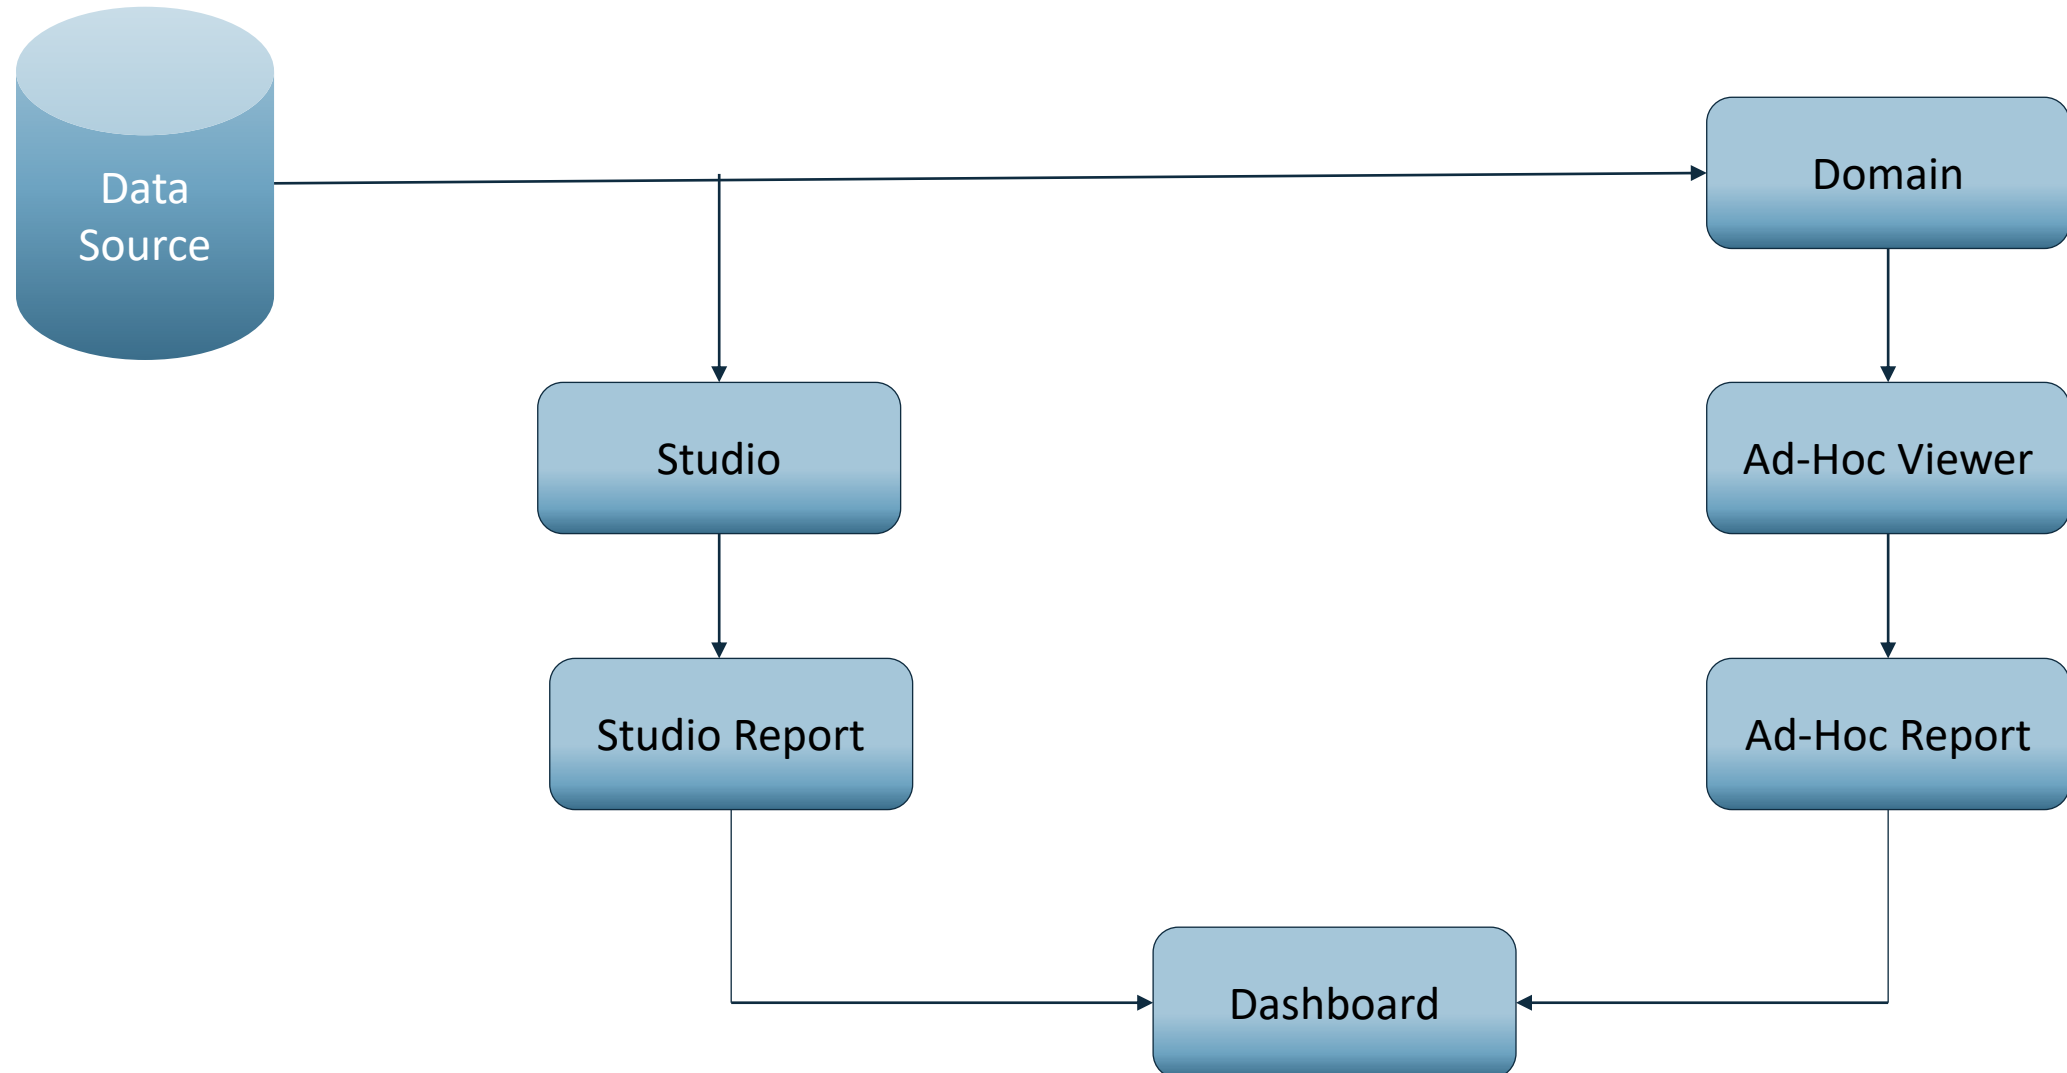 Data
Source
Domain
Studio
Ad-Hoc Viewer
Studio Report
Ad-Hoc Report
Dashboard